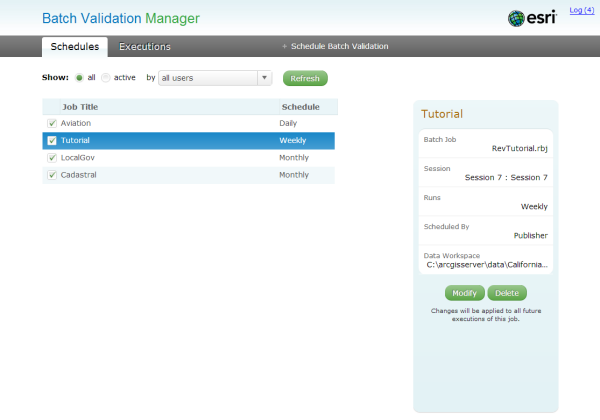 Batch Validation Manager
esri
Log (4)
Schedules Executions + Schedule Batch Validation
Show: all active by all users Refresh
Job Title Schedule
Aviation Daily
Tutorial Weekly
LocalGov Monthly
Cadastral Monthly
Tutorial
Batch Job
RevTutorial.rbj
Session
Session 7 : Session 7
Runs
Weekly
Scheduled By
Publisher
Data Workspace
C:\arcgisserver\data\California...
Modify Delete
Changes will be applied to all future
executions of this job.